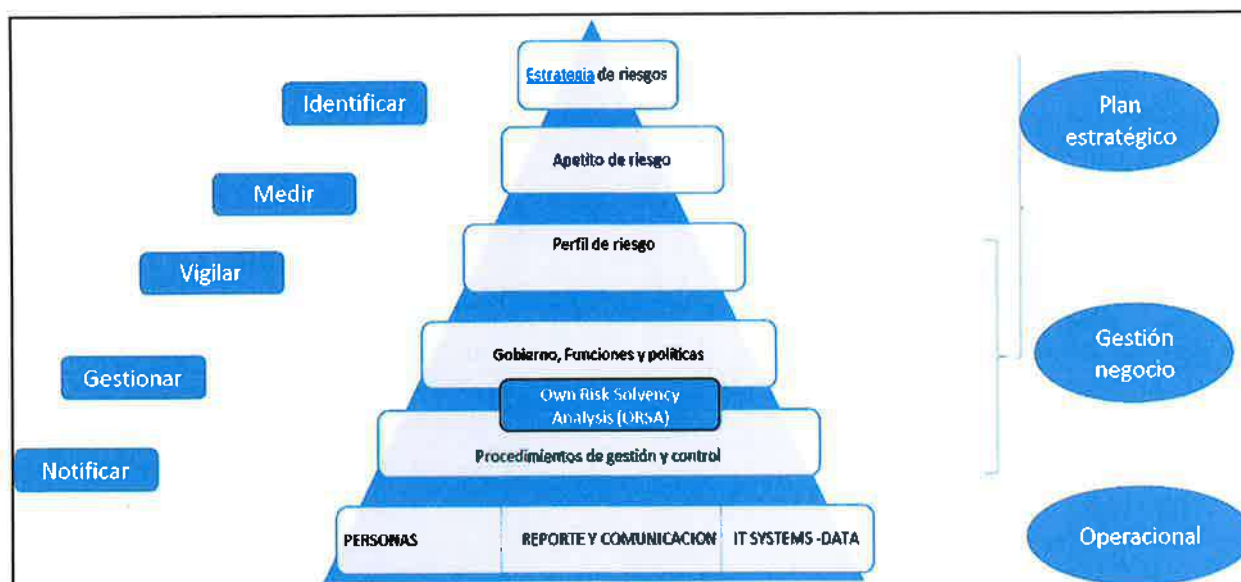 Estrategia de riesgos
Identificar
Plan
estratégico
Apetito de riesgo
Medir
Perfil de riesgo
Vigilar
Gobierno, Funciones y políticas
Gestión
negocio
Gestionar
Own Risk Solvency
Analysis (ORSA)
Procedimientos de gestión y control
Notificar
PERSONAS
REPORTE Y COMUNICACION
IT SYSTEMS -DATA
Operacional